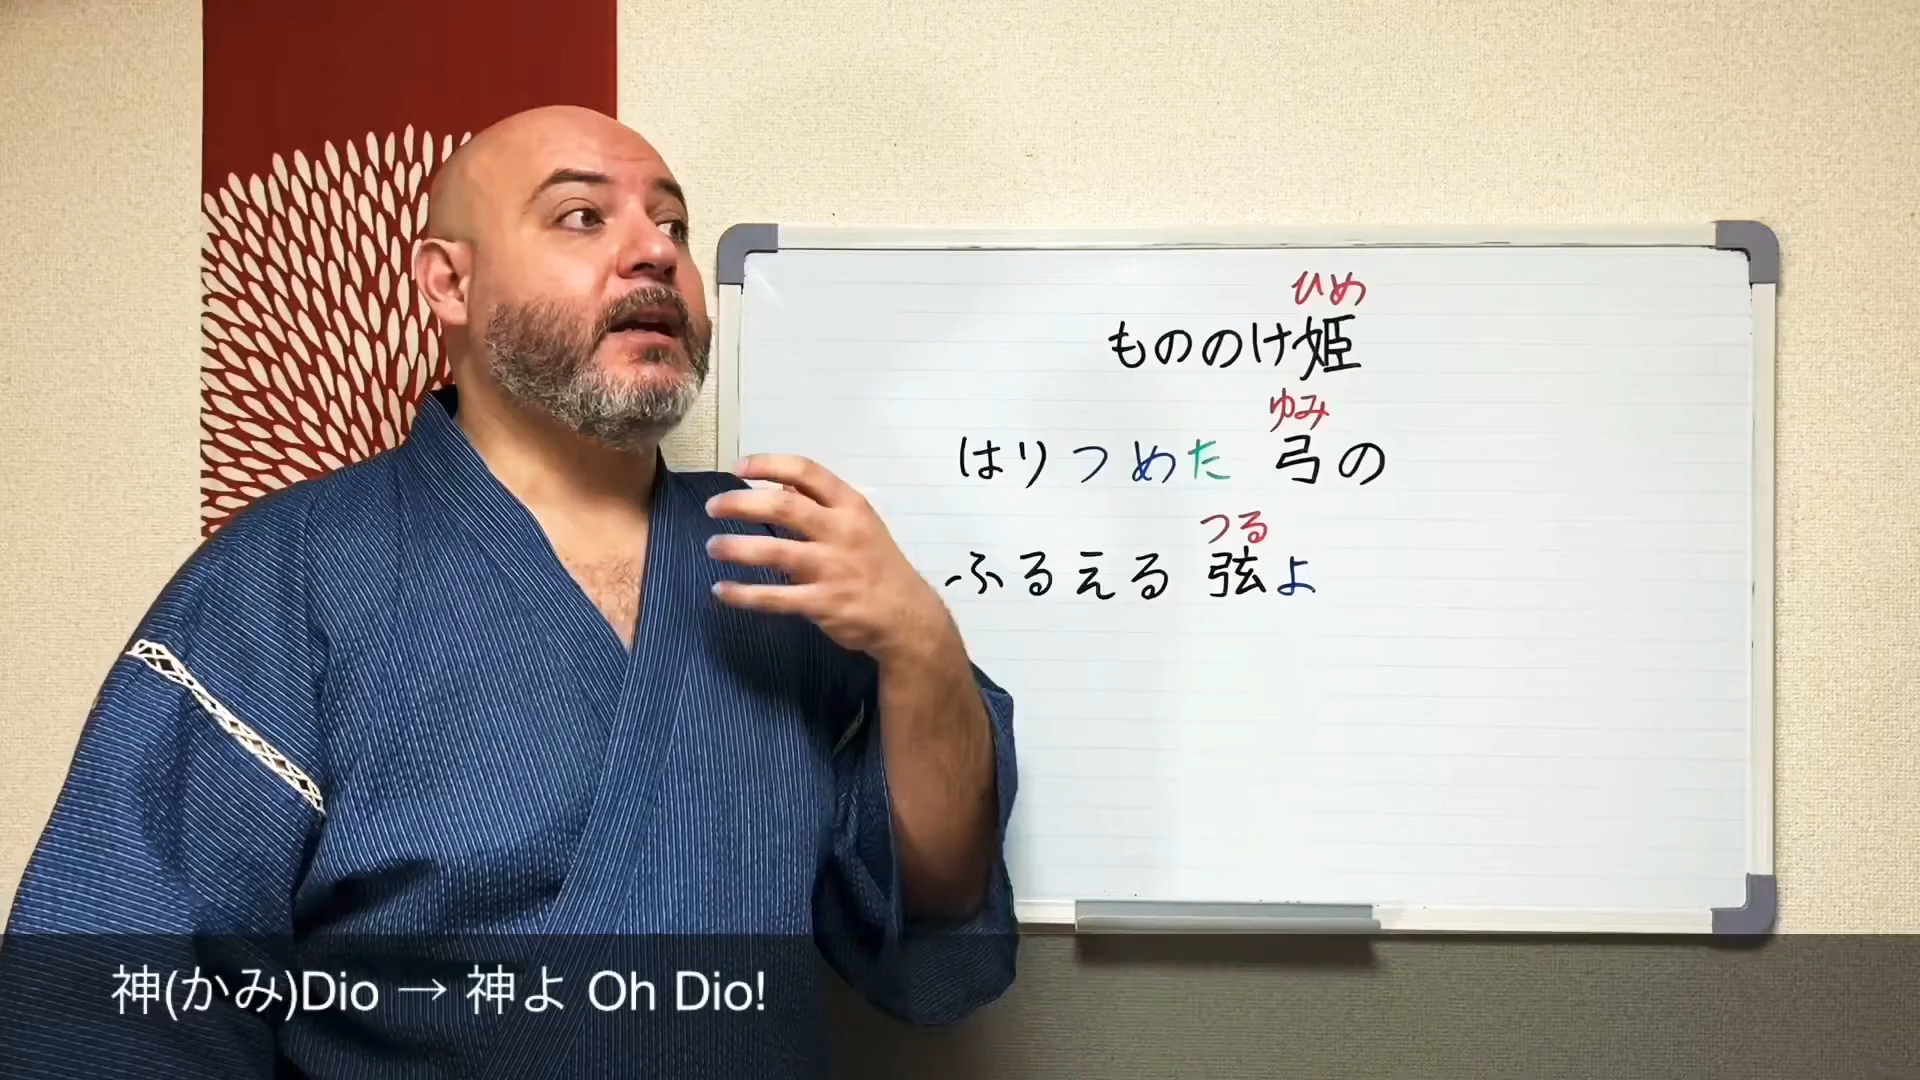 ひめ
もののけ姫
ゆみ
はりつめた 弓の
つる
ふるえる 弦よ
神(かみ)Dio → 神よ Oh Dio!